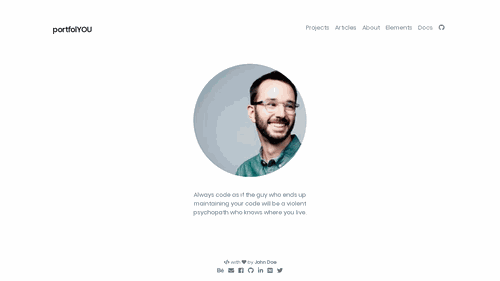 portfolYOU
Projects Articles About Elements Docs
Always code as if the guy who ends up
maintaining your code will be a violent
psychopath who knows where you live.
</> with ❤ by John Doe
Bē